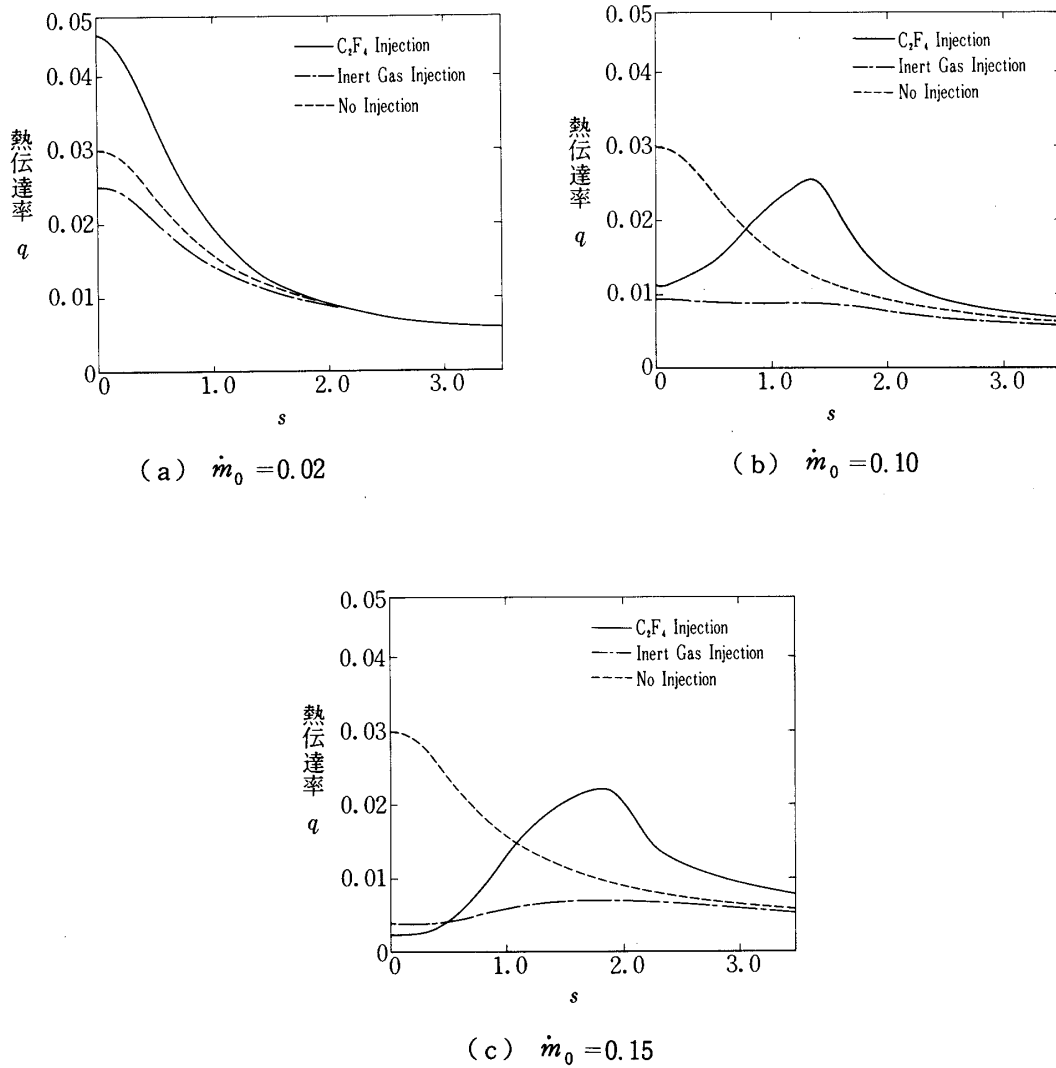 0.05
0.04
0.03
0.02
0.01
0
熱伝達率 q
C₂F₄ Injection
Inert Gas Injection
No Injection
0
1.0
2.0
3.0
s
(a) ṁ₀ =0.02
0.05
0.04
0.03
0.02
0.01
0
熱伝達率 q
C₂F₄ Injection
Inert Gas Injection
No Injection
0
1.0
2.0
3.0
s
(b) ṁ₀ =0.10
0.05
0.04
0.03
0.02
0.01
0
熱伝達率 q
C₂F₄ Injection
Inert Gas Injection
No Injection
0
1.0
2.0
3.0
s
(c) ṁ₀ =0.15